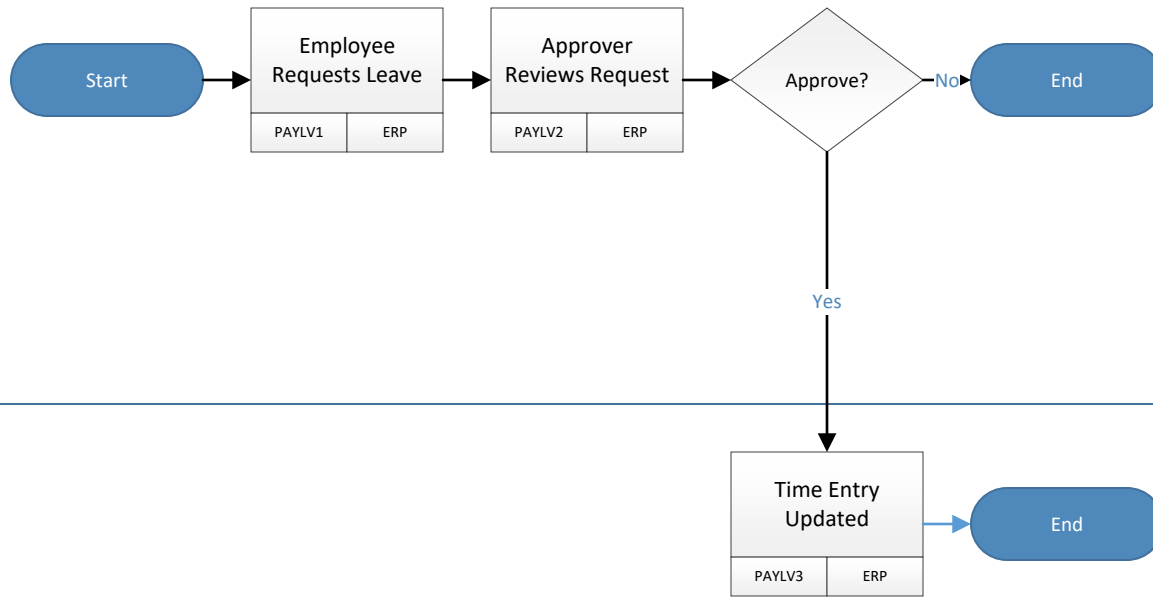 Start
Employee
Requests Leave
PAYLV1
ERP
Approver
Reviews Request
PAYLV2
ERP
Approve?
No
End
Yes
Time Entry
Updated
PAYLV3
ERP
End